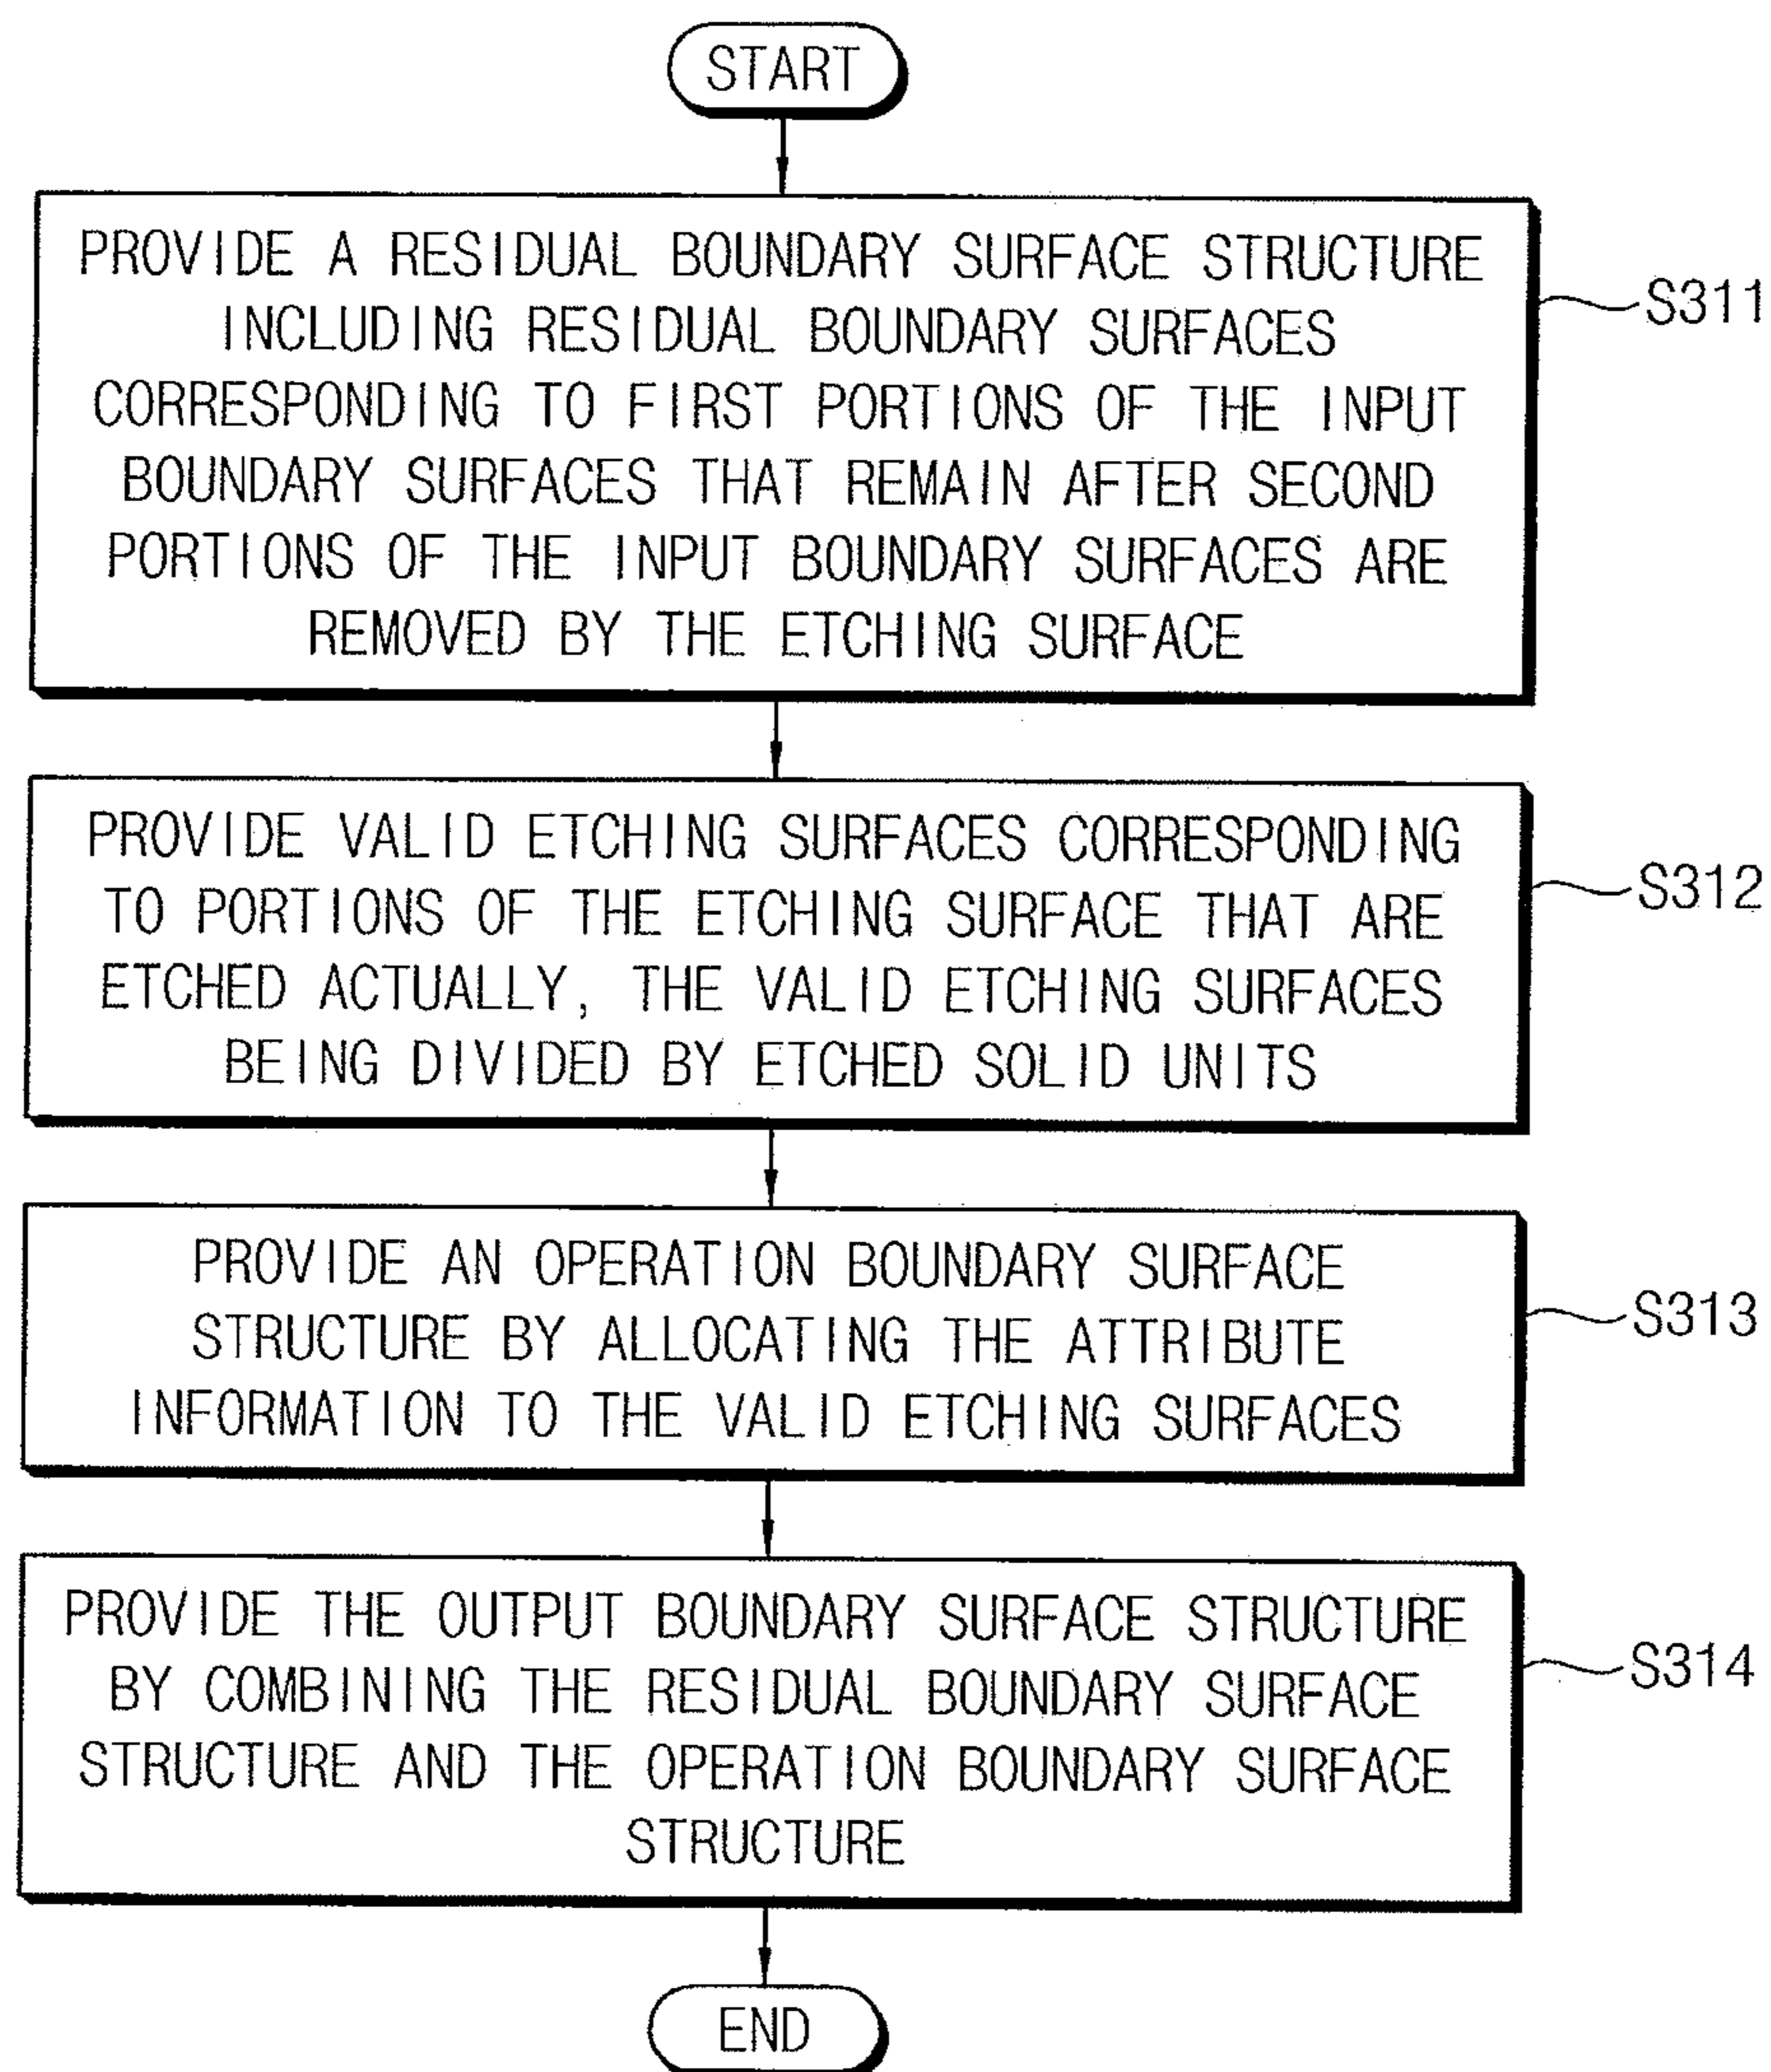 START
PROVIDE A RESIDUAL BOUNDARY SURFACE STRUCTURE
INCLUDING RESIDUAL BOUNDARY SURFACES
CORRESPONDING TO FIRST PORTIONS OF THE INPUT
BOUNDARY SURFACES THAT REMAIN AFTER SECOND
PORTIONS OF THE INPUT BOUNDARY SURFACES ARE
REMOVED BY THE ETCHING SURFACE
S311
PROVIDE VALID ETCHING SURFACES CORRESPONDING
TO PORTIONS OF THE ETCHING SURFACE THAT ARE
ETCHED ACTUALLY, THE VALID ETCHING SURFACES
BEING DIVIDED BY ETCHED SOLID UNITS
S312
PROVIDE AN OPERATION BOUNDARY SURFACE
STRUCTURE BY ALLOCATING THE ATTRIBUTE
INFORMATION TO THE VALID ETCHING SURFACES
S313
PROVIDE THE OUTPUT BOUNDARY SURFACE STRUCTURE
BY COMBINING THE RESIDUAL BOUNDARY SURFACE
STRUCTURE AND THE OPERATION BOUNDARY SURFACE
STRUCTURE
S314
END